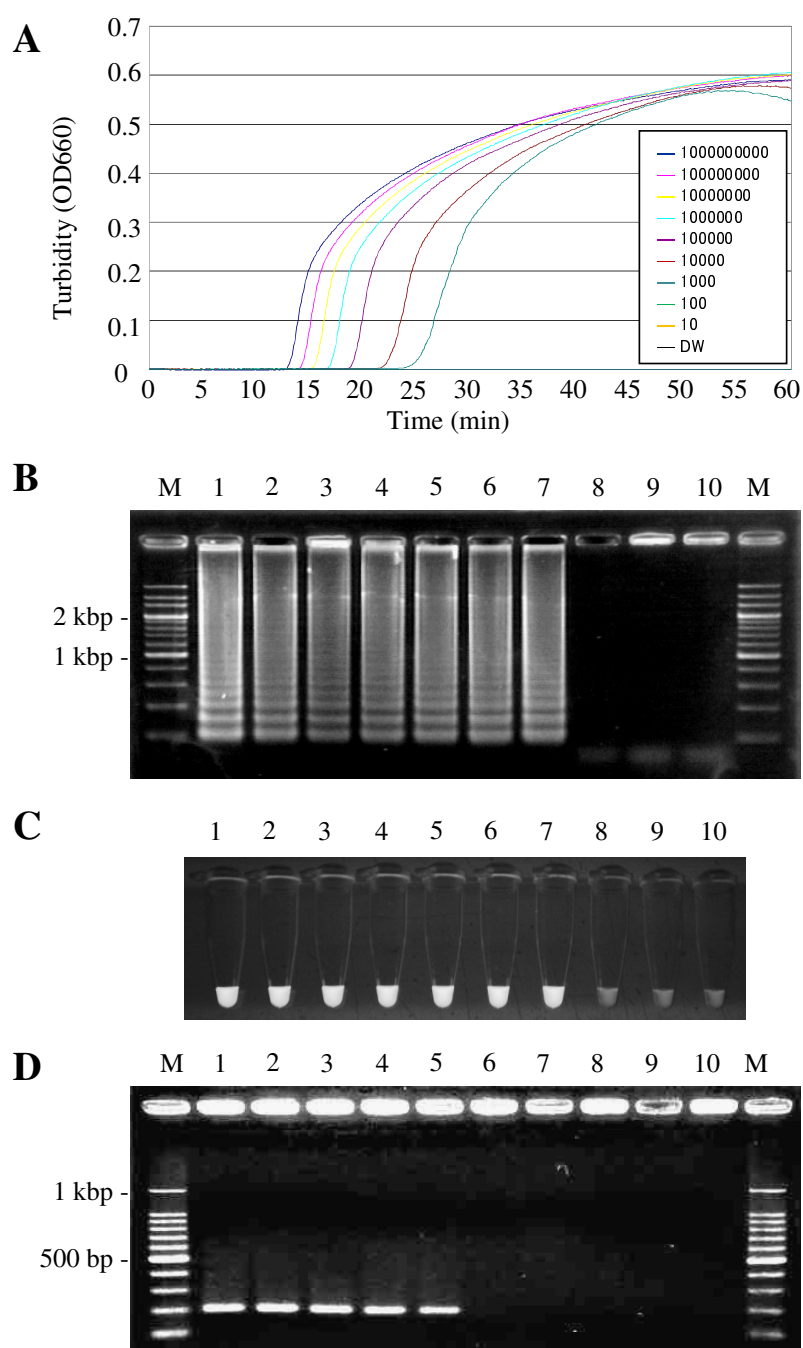 A
0.7
0.6
0.5
0.4
0.3
0.2
0.1
0
Turbidity (OD660)
1000000000
100000000
10000000
1000000
100000
10000
1000
100
10
DW
0 5 10 15 20 25 30 35 40 45 50 55 60
Time (min)
B
M 1 2 3 4 5 6 7 8 9 10 M
2 kbp -
1 kbp -
C
1 2 3 4 5 6 7 8 9 10
D
M 1 2 3 4 5 6 7 8 9 10 M
1 kbp -
500 bp -